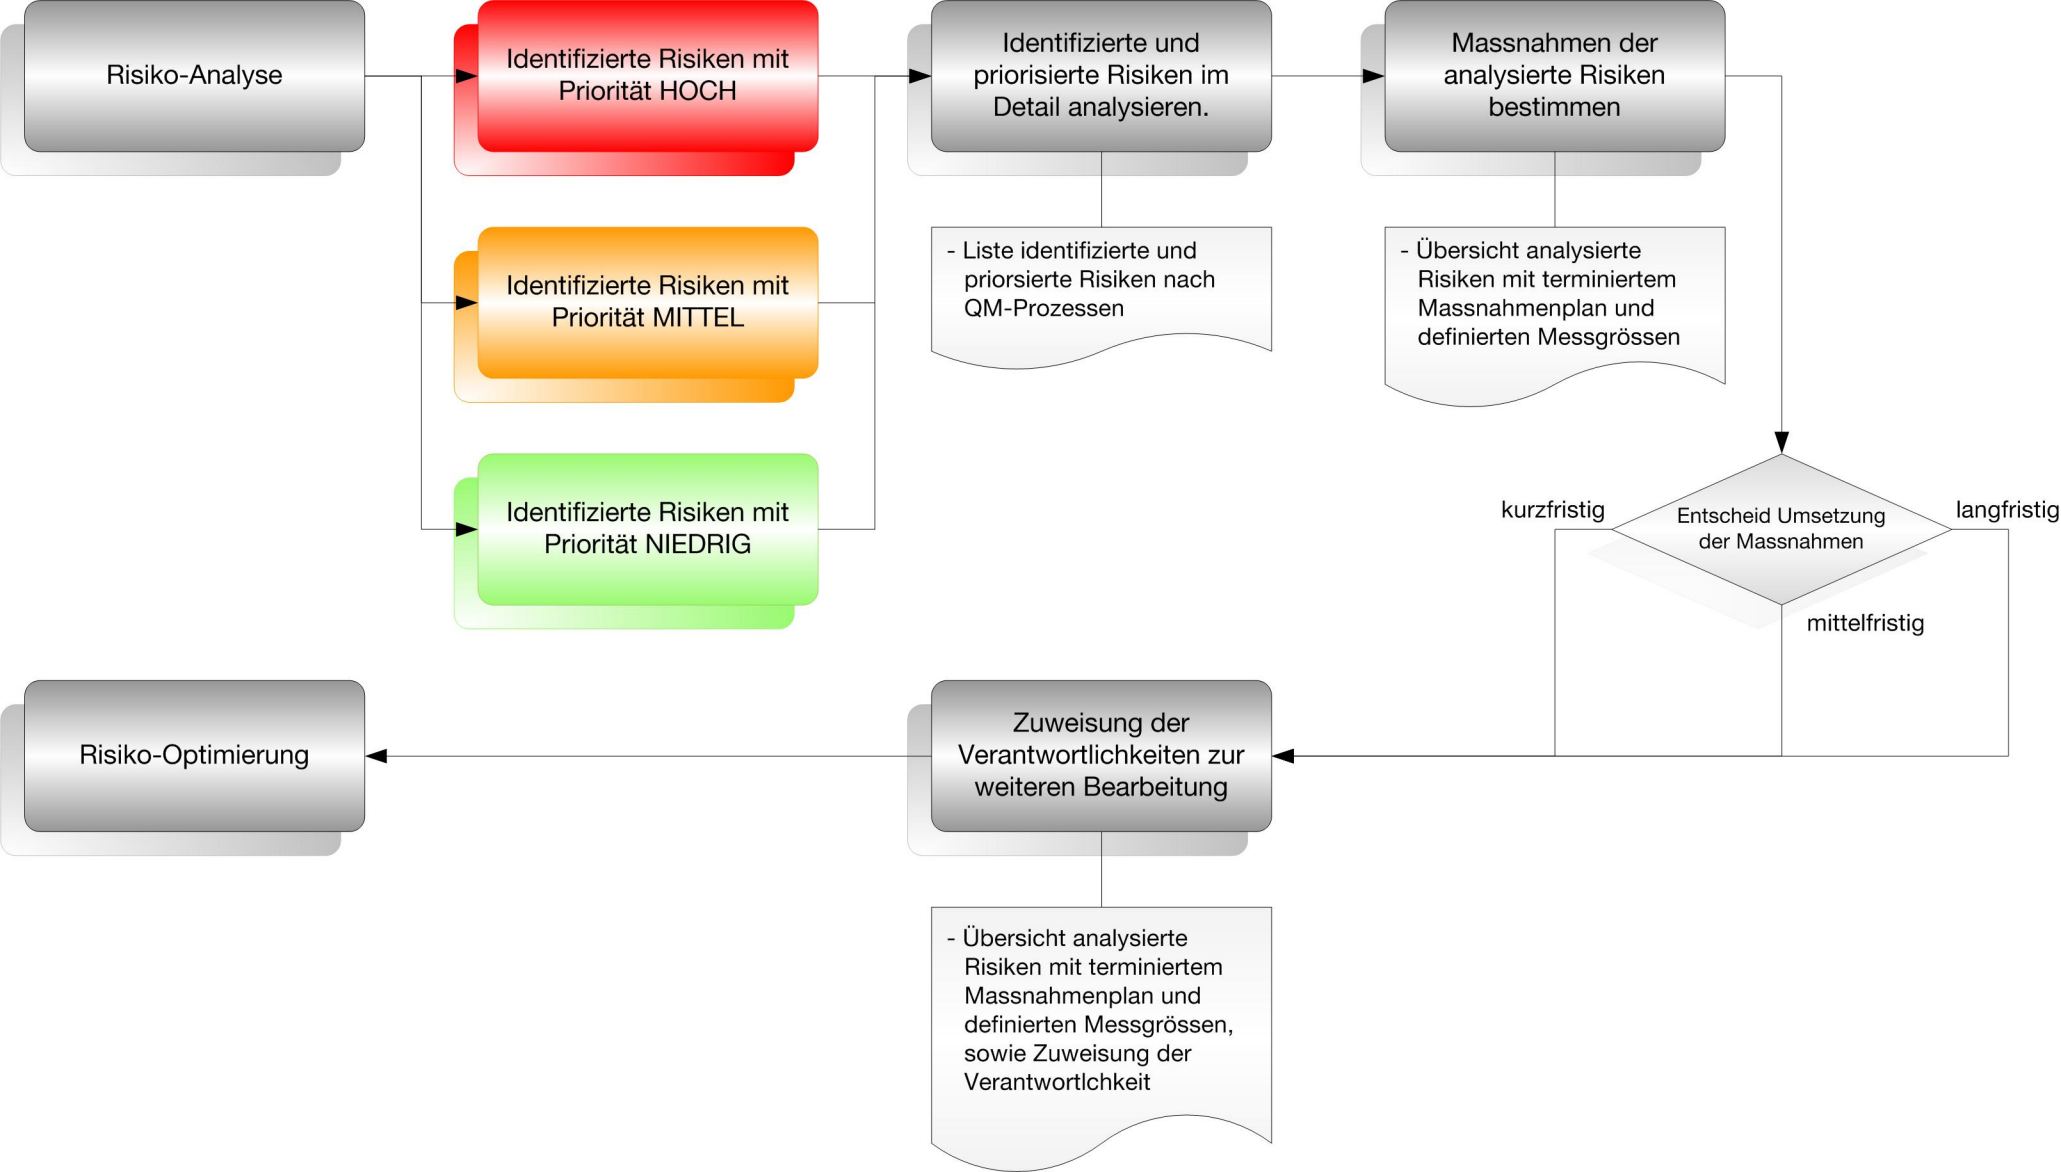 Risiko-Analyse
Identifizierte Risiken mit
Priorität HOCH
Identifizierte und
priorisierte Risiken im
Detail analysieren.
Massnahmen der
analysierte Risiken
bestimmen
Identifizierte Risiken mit
Priorität MITTEL
- Liste identifizierte und
priorsierte Risiken nach
QM-Prozessen
- Übersicht analysierte
Risiken mit terminiertem
Massnahmenplan und
definierten Messgrössen
Identifizierte Risiken mit
Priorität NIEDRIG
kurzfristig
Entscheid Umsetzung
der Massnahmen
langfristig
mittelfristig
Risiko-Optimierung
Zuweisung der
Verantwortlichkeiten zur
weiteren Bearbeitung
- Übersicht analysierte
Risiken mit terminiertem
Massnahmenplan und
definierten Messgrössen,
sowie Zuweisung der
Verantwortlchkeit